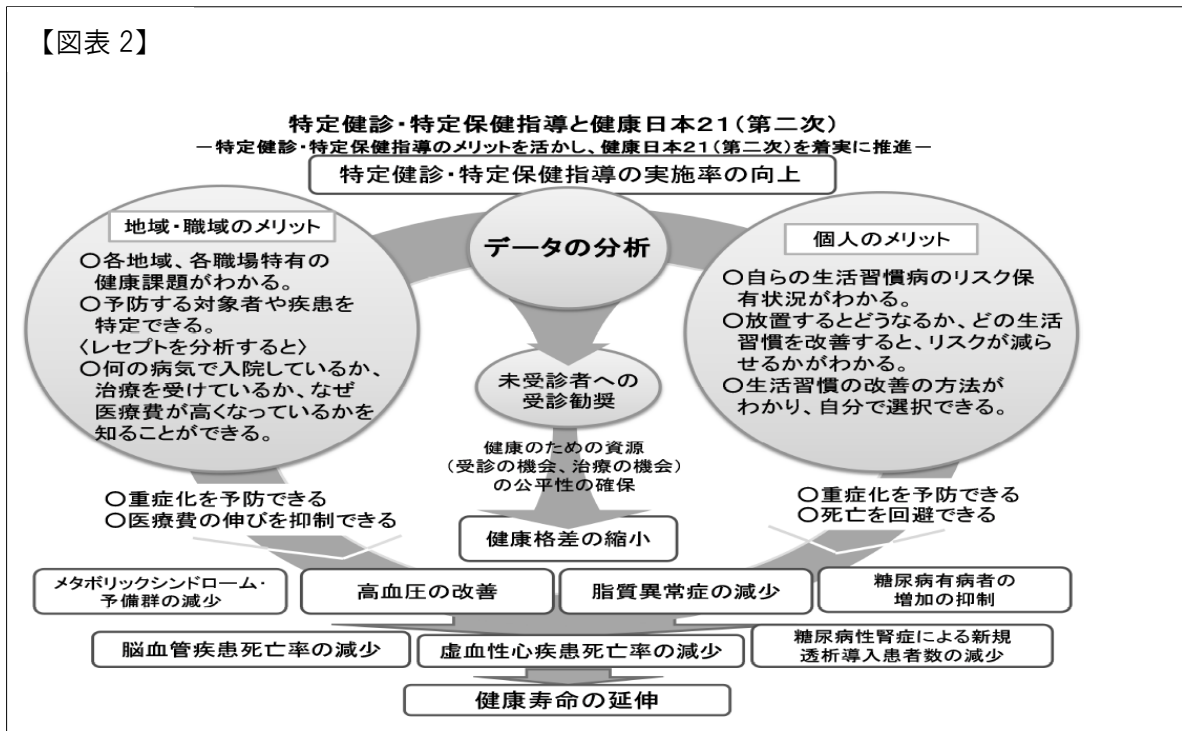 【図表 2】
特定健診・特定保健指導と健康日本21（第二次）
－特定健診・特定保健指導のメリットを活かし、健康日本21（第二次）を着実に推進－
特定健診・特定保健指導の実施率の向上
地域・職域のメリット
○各地域、各職場特有の
健康課題がわかる。
○予防する対象者や疾患を
特定できる。
〈レセプトを分析すると〉
○何の病気で入院しているか、
治療を受けているか、なぜ
医療費が高くなっているかを
知ることができる。
データの分析
未受診者への
受診勧奨
健康のための資源
（受診の機会、治療の機会）
の公平性の確保
健康格差の縮小
個人のメリット
○自らの生活習慣病のリスク保
有状況がわかる。
○放置するとどうなるか、どの生活
習慣を改善すると、リスクが減ら
せるかがわかる。
○生活習慣の改善の方法が
わかり、自分で選択できる。
○重症化を予防できる
○医療費の伸びを抑制できる
○重症化を予防できる
○死亡を回避できる
メタボリックシンドローム・
予備群の減少
高血圧の改善
脂質異常症の減少
糖尿病有病者の
増加の抑制
脳血管疾患死亡率の減少
虚血性心疾患死亡率の減少
糖尿病性腎症による新規
透析導入患者数の減少
健康寿命の延伸